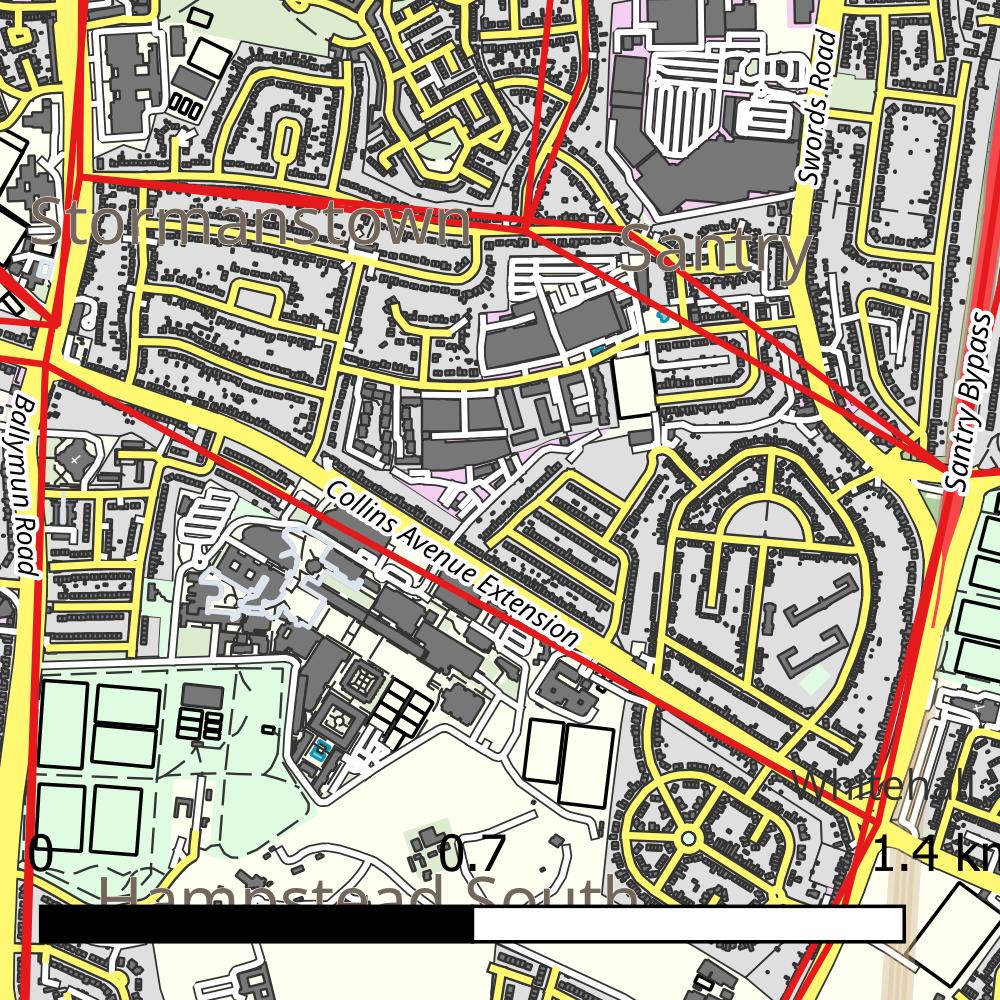 Swords Road
Stormanstown
Santry
Santry Bypass
Ballymun Road
Collins Avenue Extension
Whitehall
0
0.7
1.4 km
Hampstead South